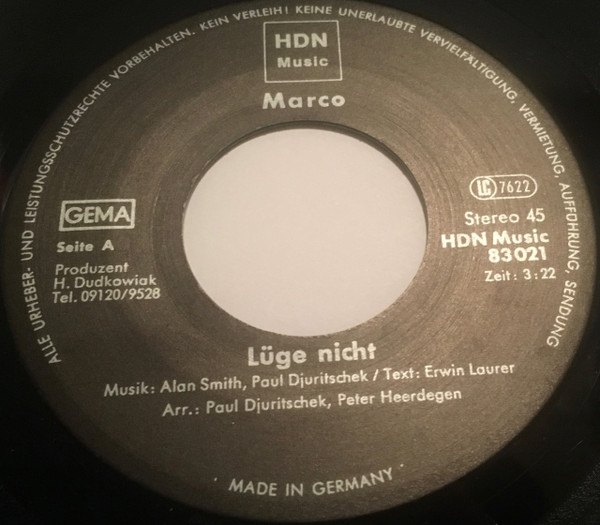 ALLE URHEBER- UND LEISTUNGSSCHUTZRECHTE VORBEHALTEN. KEIN VERLEIH! KEINE UNERLAUBTE VERVIELFÄLTIGUNG, VERMIETUNG, AUFFÜHRUNG, SENDUNG
HDN
Music
Marco
GEMA
Seite A
Produzent
H. Dudkowiak
Tel. 09120/9528
LC 7622
Stereo 45
HDN Music
83021
Zeit: 3:22
Lüge nicht
Musik: Alan Smith, Paul Djuritschek / Text: Erwin Laurer
Arr.: Paul Djuritschek, Peter Heerdegen
· MADE IN GERMANY ·